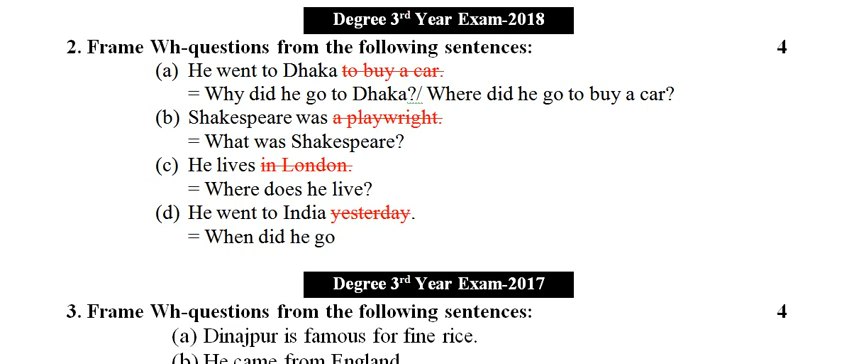 Degree 3rd Year Exam-2018
2. Frame Wh-questions from the following sentences: 4
(a) He went to Dhaka to buy a car.
= Why did he go to Dhaka?/ Where did he go to buy a car?
(b) Shakespeare was a playwright.
= What was Shakespeare?
(c) He lives in London.
= Where does he live?
(d) He went to India yesterday.
= When did he go
Degree 3rd Year Exam-2017
3. Frame Wh-questions from the following sentences: 4
(a) Dinajpur is famous for fine rice.
(b) He came from England